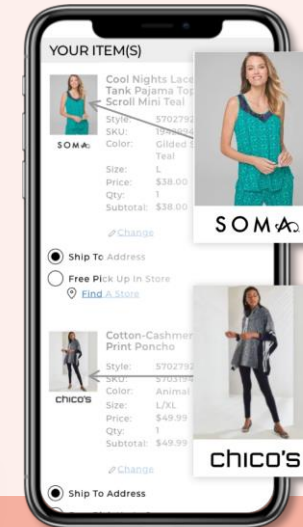 YOUR ITEM(S)
Cool Nights Lace
Tank Pajama Top
Scroll Mini Teal
Style:
SKU:
Color: Gilded
Teal
Size: L
Price: $38.00
Qty: 1
Subtotal: $38.00
Change
SOMA
SOMA
Ship To Address
Free Pick Up In Store
Find A Store
Cotton-Cashmer
Print Poncho
Style:
SKU:
Color: Animal
Size: L/XL
Price: $49.99
Qty: 1
Subtotal: $49.99
Change
chico's
chico's
Ship To Address